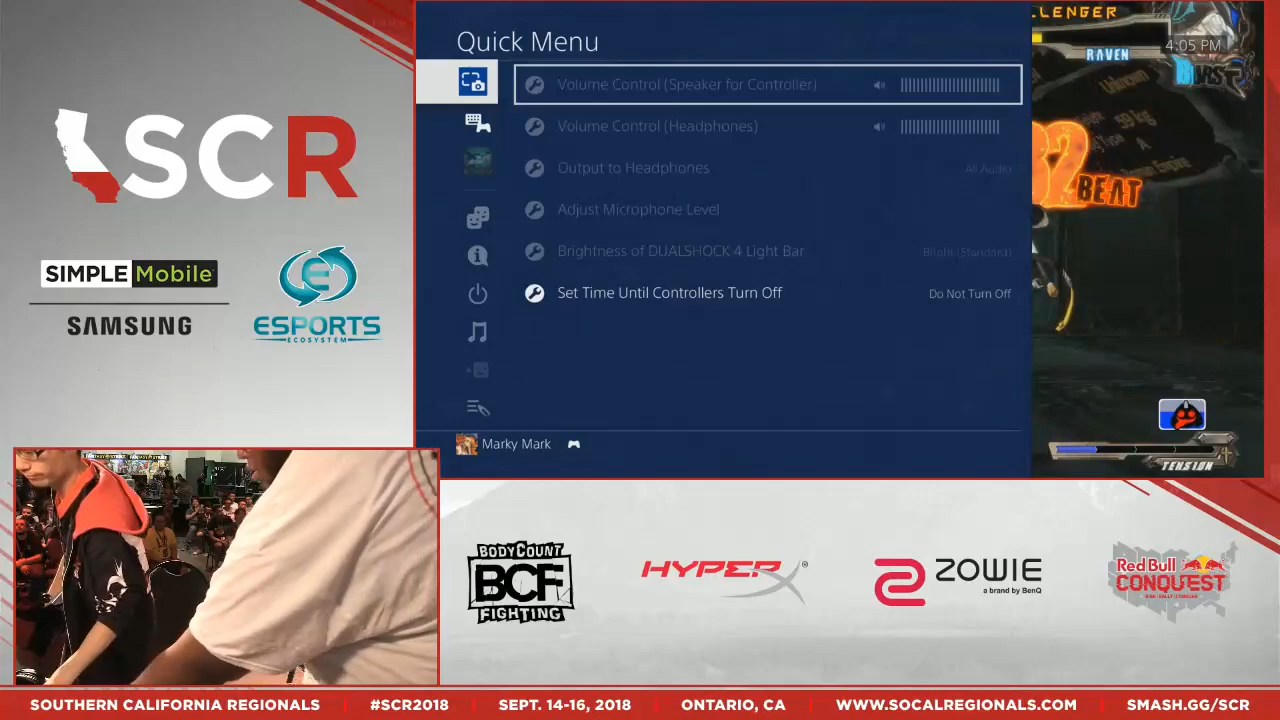 SCR
SIMPLE Mobile
SAMSUNG
ESPORTS
ECOSYSTEM
Quick Menu
Volume Control (Speaker for Controller)
Volume Control (Headphones)
Output to Headphones
All Audio
Adjust Microphone Level
Brightness of DUALSHOCK 4 Light Bar
Bright (Standard)
Set Time Until Controllers Turn Off
Do Not Turn Off
Marky Mark
LLENGER
4:05 PM
RAVEN
BURST
Unknown
99 kg
A
BEAT
TENSION
BODYCOUNT
BCF
FIGHTING
HYPERX
ZOWIE
a brand by BenQ
Red Bull
CONQUEST
SOUTHERN CALIFORNIA REGIONALS
#SCR2018
SEPT. 14-16, 2018
ONTARIO, CA
WWW.SOCALREGIONALS.COM
SMASH.GG/SCR